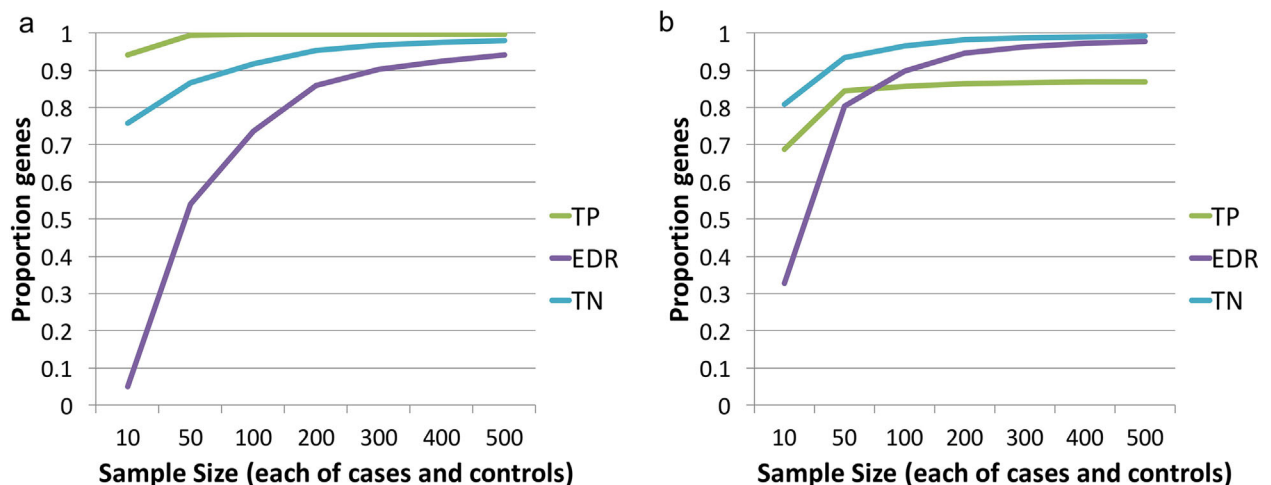 a
1
0.9
0.8
0.7
0.6
0.5
0.4
0.3
0.2
0.1
0
Proportion genes
10 50 100 200 300 400 500
Sample Size (each of cases and controls)
TP
EDR
TN
b
1
0.9
0.8
0.7
0.6
0.5
0.4
0.3
0.2
0.1
0
Proportion genes
10 50 100 200 300 400 500
Sample Size (each of cases and controls)
TP
EDR
TN